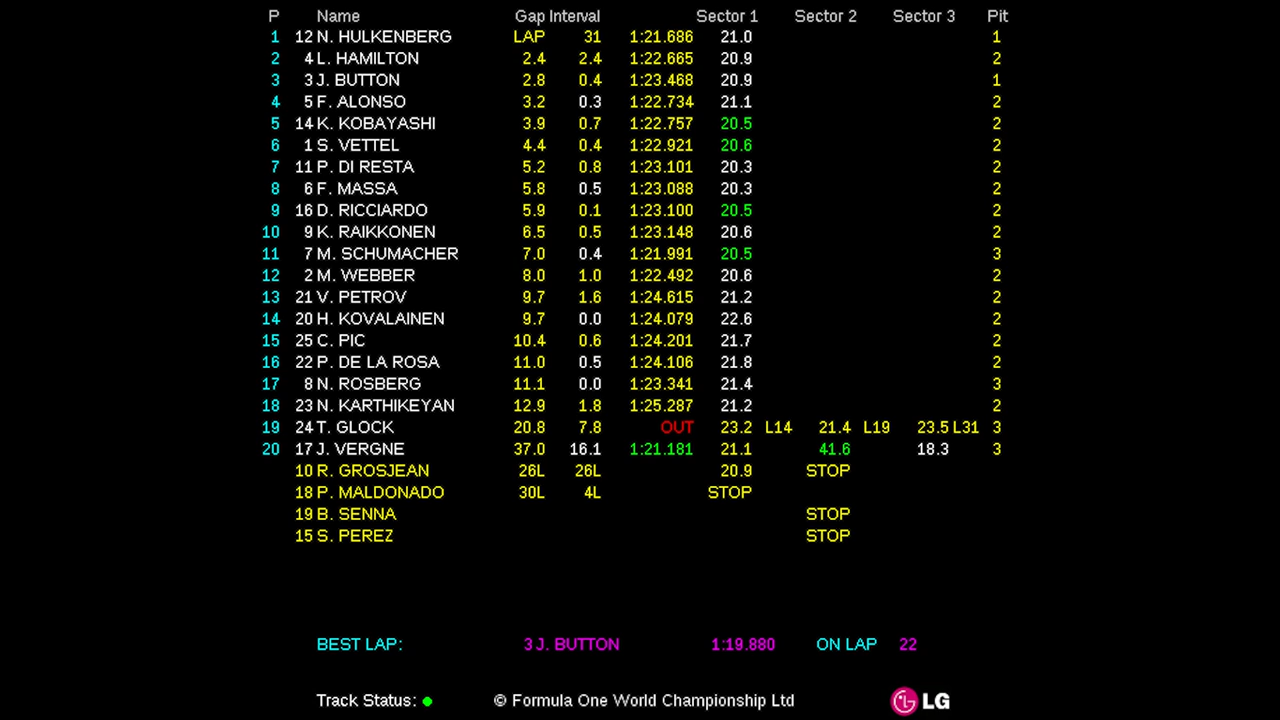 P Name Gap Interval Sector 1 Sector 2 Sector 3 Pit
1 12 N. HULKENBERG LAP 31 1:21.686 21.0 1
2 4 L. HAMILTON 2.4 2.4 1:22.665 20.9 2
3 3 J. BUTTON 2.8 0.4 1:23.468 20.9 1
4 5 F. ALONSO 3.2 0.3 1:22.734 21.1 2
5 14 K. KOBAYASHI 3.9 0.7 1:22.757 20.5 2
6 1 S. VETTEL 4.4 0.4 1:22.921 20.6 2
7 11 P. DI RESTA 5.2 0.8 1:23.101 20.3 2
8 6 F. MASSA 5.8 0.5 1:23.088 20.3 2
9 16 D. RICCIARDO 5.9 0.1 1:23.100 20.5 2
10 9 K. RAIKKONEN 6.5 0.5 1:23.148 20.6 2
11 7 M. SCHUMACHER 7.0 0.4 1:21.991 20.5 3
12 2 M. WEBBER 8.0 1.0 1:22.492 20.6 2
13 21 V. PETROV 9.7 1.6 1:24.615 21.2 2
14 20 H. KOVALAINEN 9.7 0.0 1:24.079 22.6 2
15 25 C. PIC 10.4 0.6 1:24.201 21.7 2
16 22 P. DE LA ROSA 11.0 0.5 1:24.106 21.8 2
17 8 N. ROSBERG 11.1 0.0 1:23.341 21.4 3
18 23 N. KARTHIKEYAN 12.9 1.8 1:25.287 21.2 2
19 24 T. GLOCK 20.8 7.8 OUT 23.2 L14 21.4 L19 23.5 L31 3
20 17 J. VERGNE 37.0 16.1 1:21.181 21.1 41.6 18.3 3
10 R. GROSJEAN 26L 26L 20.9 STOP
18 P. MALDONADO 30L 4L STOP
19 B. SENNA STOP
15 S. PEREZ STOP
BEST LAP: 3 J. BUTTON 1:19.880 ON LAP 22
Track Status: © Formula One World Championship Ltd LG